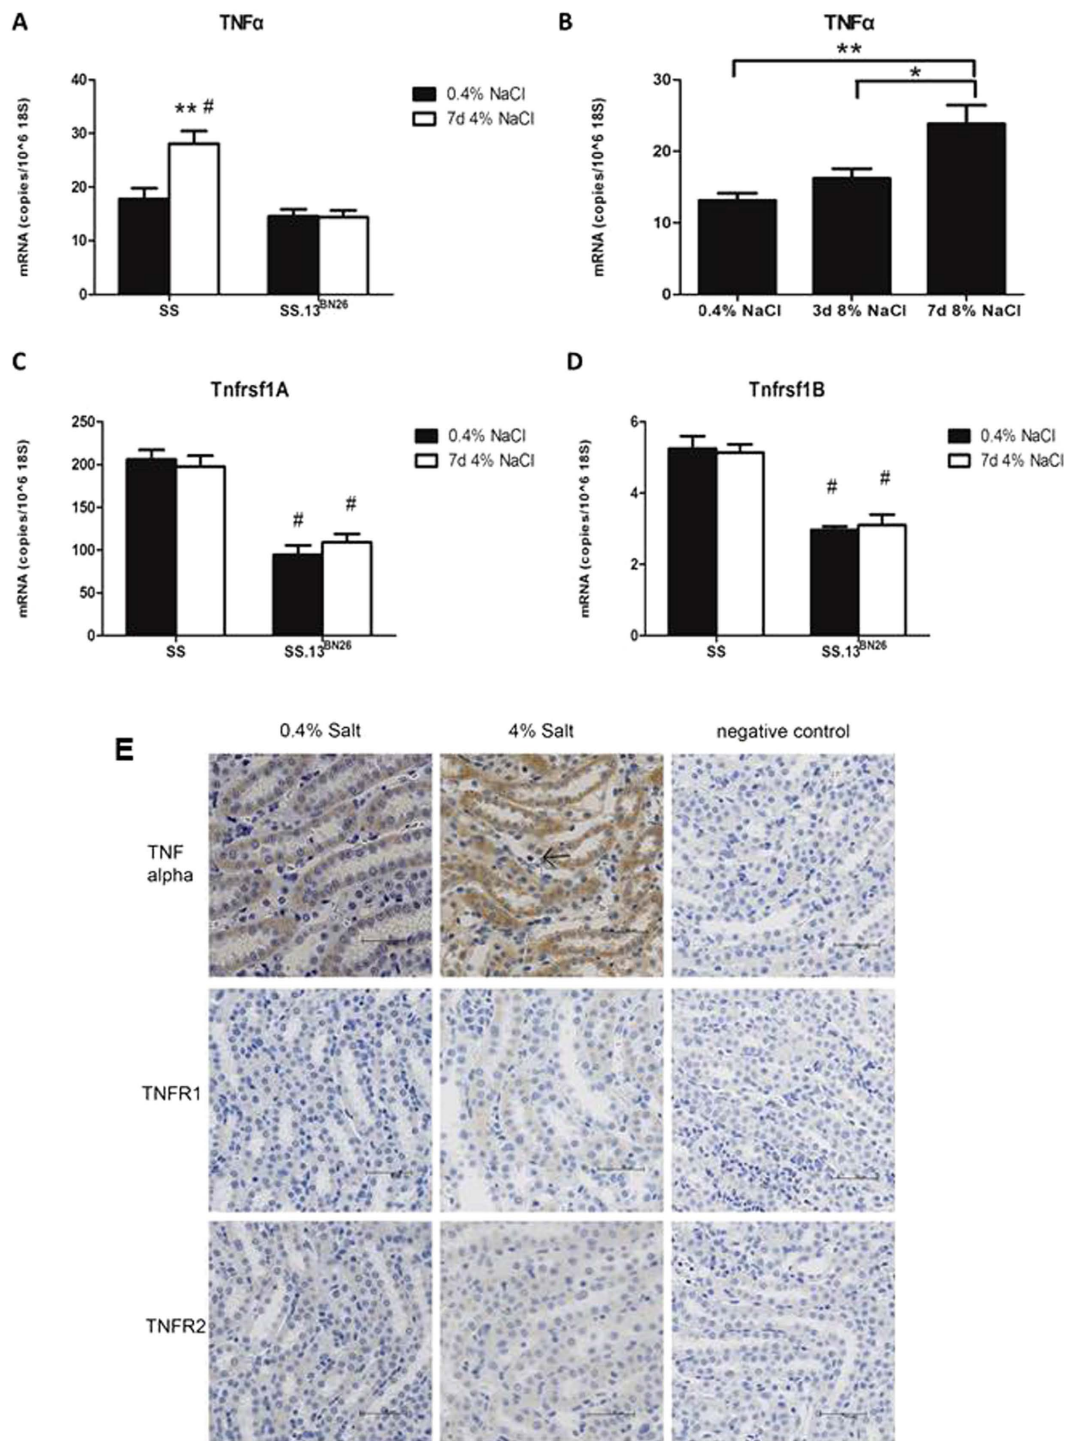 A
TNFα
mRNA (copies/10^6 18S)
40
30
20
10
0
** #
SS
SS.13BN26
0.4% NaCl
7d 4% NaCl
B
TNFα
mRNA (copies/10^6 18S)
30
20
10
0
**
*
0.4% NaCl
3d 8% NaCl
7d 8% NaCl
C
Tnfrsf1A
mRNA (copies/10^6 18S)
250
200
150
100
50
0
#
#
SS
SS.13BN26
0.4% NaCl
7d 4% NaCl
D
Tnfrsf1B
mRNA (copies/10^6 18S)
6
4
2
0
#
#
SS
SS.13BN26
0.4% NaCl
7d 4% NaCl
E
0.4% Salt
4% Salt
negative control
TNF
alpha
TNFR1
TNFR2